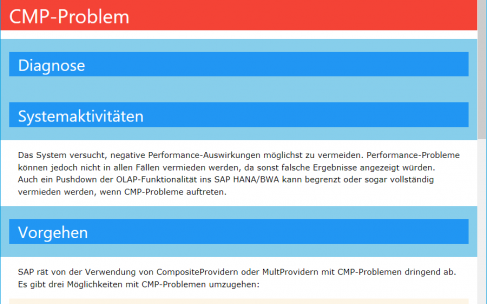 CMP-Problem
Diagnose
Systemaktivitäten
Das System versucht, negative Performance-Auswirkungen möglichst zu vermeiden. Performance-Probleme
können jedoch nicht in allen Fällen vermieden werden, da sonst falsche Ergebnisse angezeigt würden.
Auch ein Pushdown der OLAP-Funktionalität ins SAP HANA/BWA kann begrenzt oder sogar vollständig
vermieden werden, wenn CMP-Probleme auftreten.
Vorgehen
SAP rät von der Verwendung von CompositeProvidern oder MultProvidern mit CMP-Problemen dringend ab.
Es gibt drei Möglichkeiten mit CMP-Problemen umzugehen: